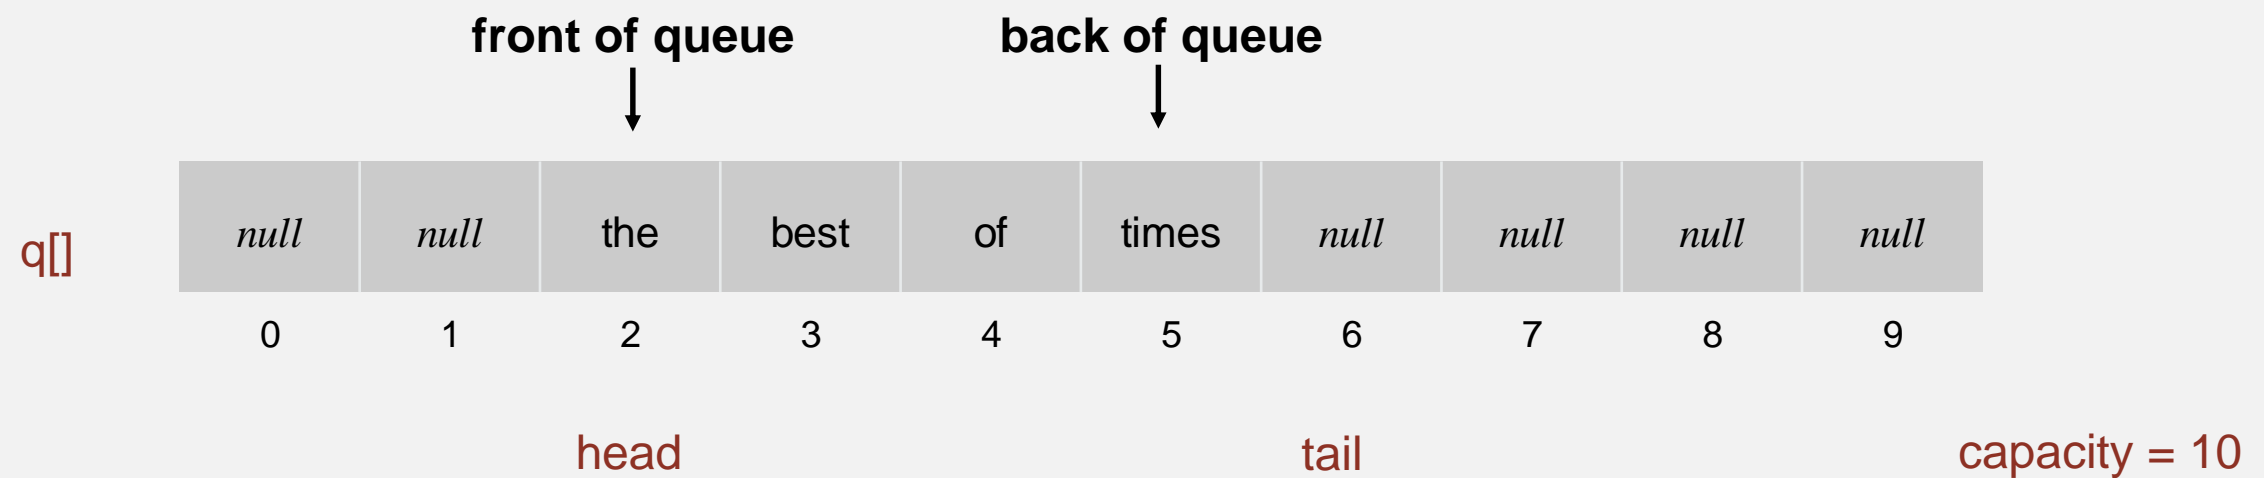 front of queue back of queue
q[] null null the best of times null null null null
0 1 2 3 4 5 6 7 8 9
head tail capacity = 10